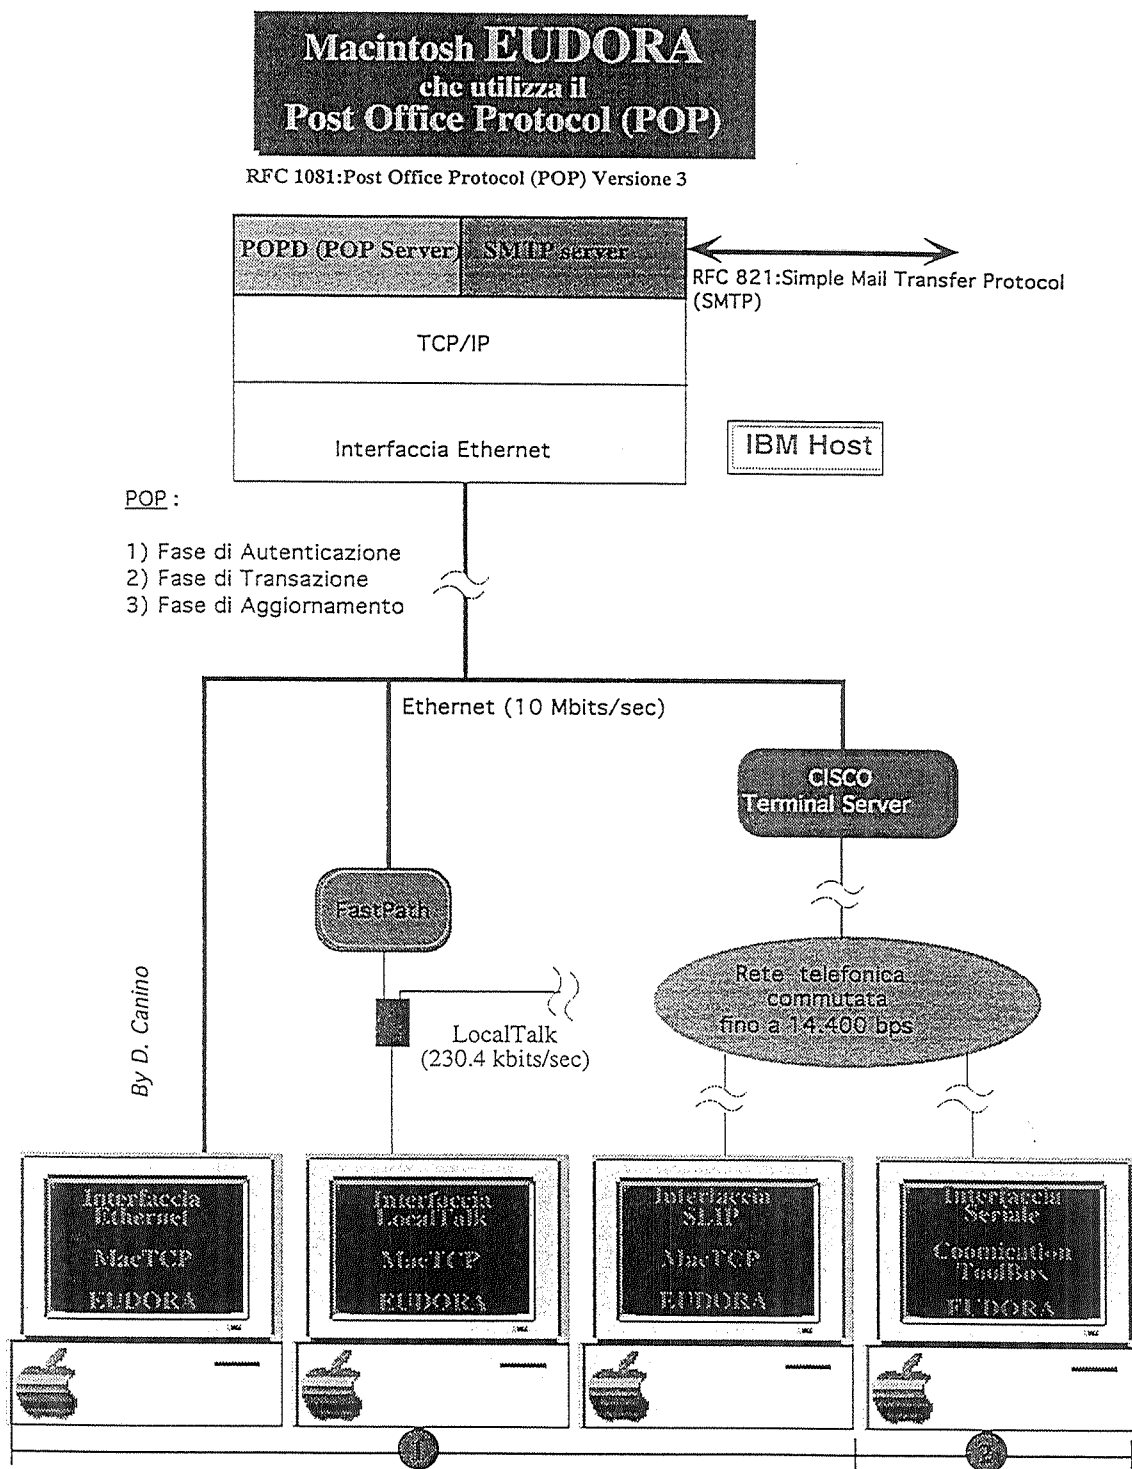 Macintosh EUDORA
che utilizza il
Post Office Protocol (POP)
RFC 1081:Post Office Protocol (POP) Versione 3
POPD (POP Server)
SMTP server
RFC 821:Simple Mail Transfer Protocol
(SMTP)
TCP/IP
Interfaccia Ethernet
IBM Host
POP :
1) Fase di Autenticazione
2) Fase di Transazione
3) Fase di Aggiornamento
Ethernet (10 Mbits/sec)
CISCO
Terminal Server
FastPath
Rete telefonica
commutata
fino a 14.400 bps
LocalTalk
(230.4 kbits/sec)
By D. Canino
Interfaccia
Ethernet
MacTCP
EUDORA
Interfaccia
LocalTalk
MacTCP
EUDORA
Interfaccia
SLIP
MacTCP
EUDORA
Interfaccia
Seriale
Coomication
ToolBox
EUDORA
1
2